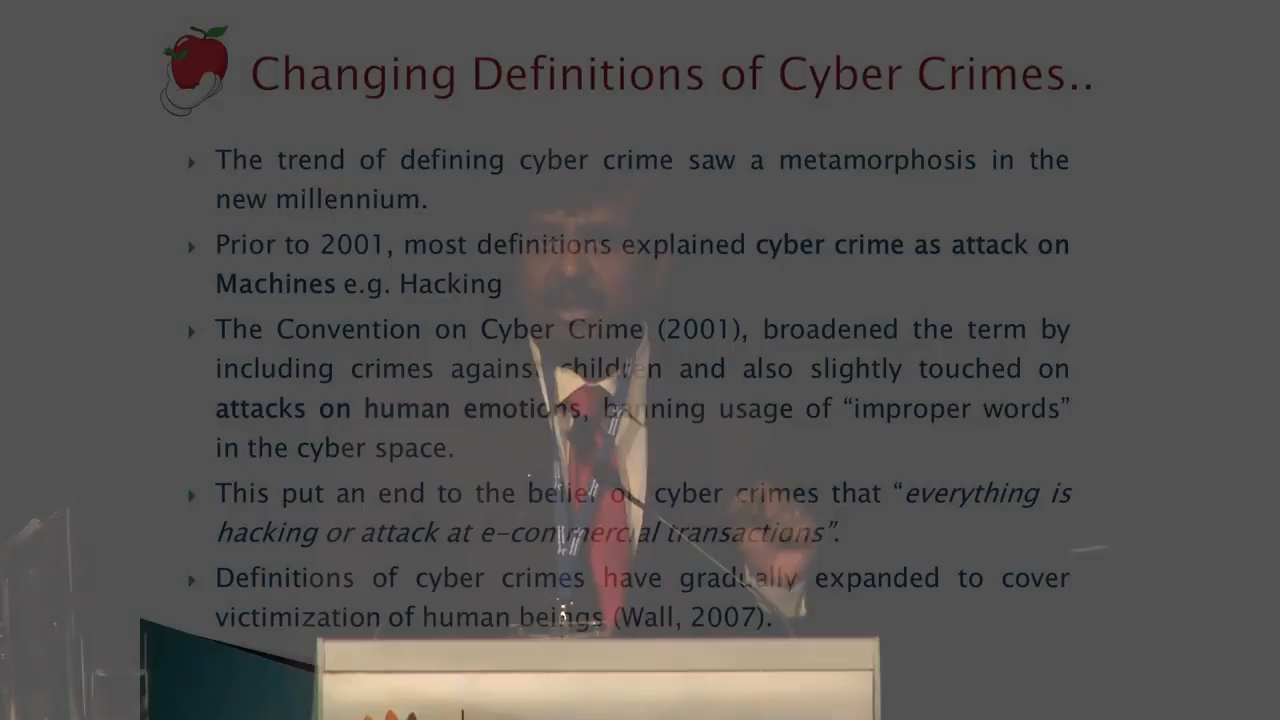 Changing Definitions of Cyber Crimes..
The trend of defining cyber crime saw a metamorphosis in the
new millennium.
Prior to 2001, most definitions explained cyber crime as attack on
Machines e.g. Hacking
The Convention on Cyber Crime (2001), broadened the term by
including crimes against children and also slightly touched on
attacks on human emotions, banning usage of “improper words”
in the cyber space.
This put an end to the belief of cyber crimes that “everything is
hacking or attack at e-commercial transactions”.
Definitions of cyber crimes have gradually expanded to cover
victimization of human beings (Wall, 2007).